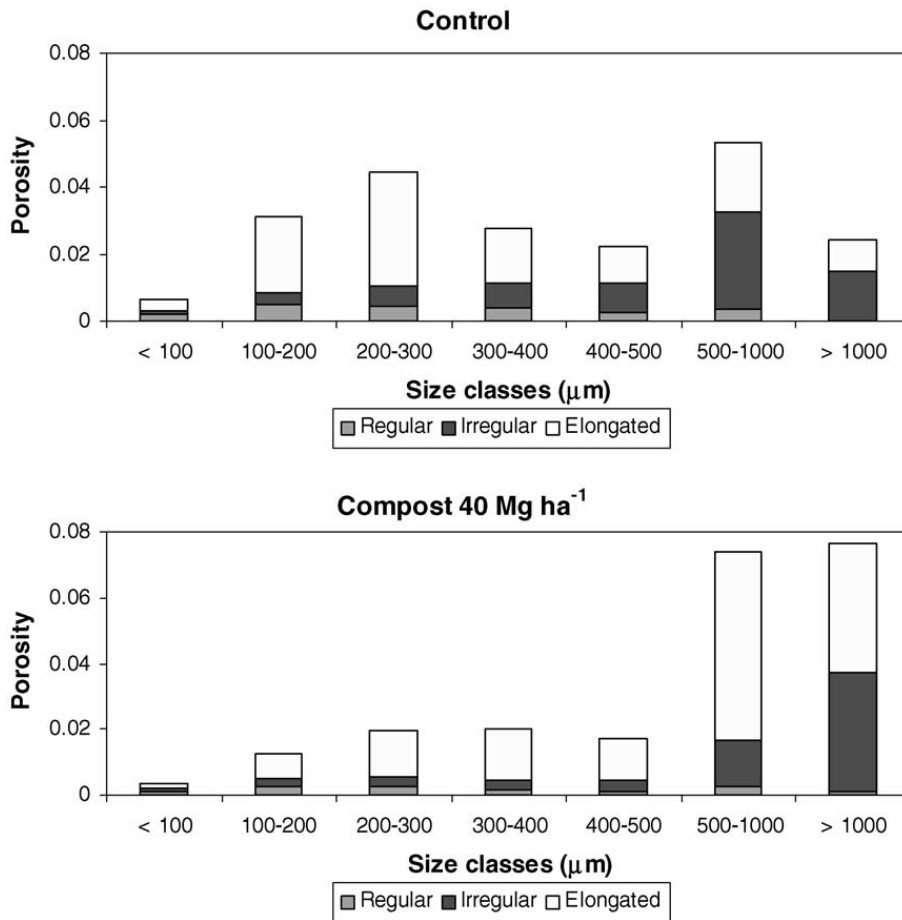 Control
0.08
0.06
0.04
0.02
0
Porosity
< 100 100-200 200-300 300-400 400-500 500-1000 > 1000
Size classes (μm)
Regular Irregular Elongated
Compost 40 Mg ha⁻¹
0.08
0.06
0.04
0.02
0
Porosity
< 100 100-200 200-300 300-400 400-500 500-1000 > 1000
Size classes (μm)
Regular Irregular Elongated